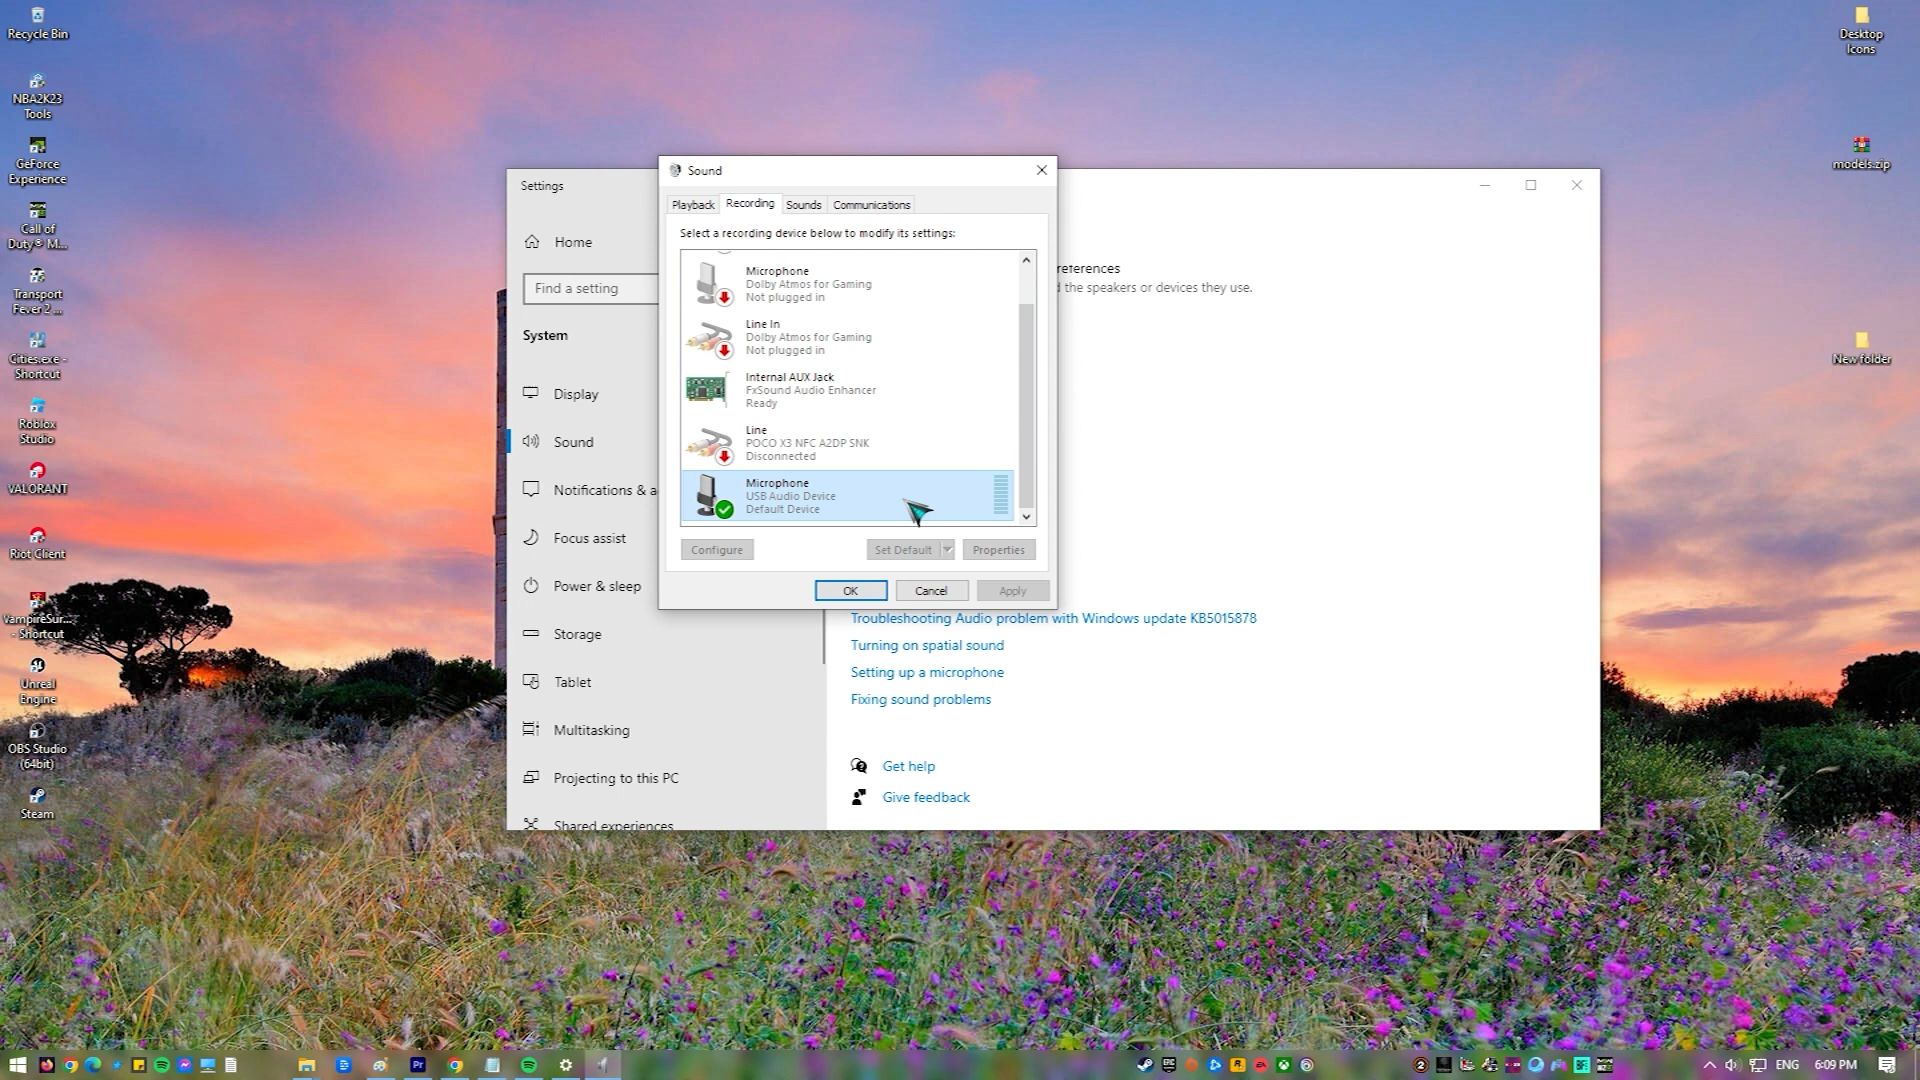 Recycle Bin
NBA2K23
Tools
GeForce
Experience
Call of
Duty® M...
Transport
Fever 2 ...
Cities.exe -
Shortcut
Roblox
Studio
VALORANT
Riot Client
VampireSur...
- Shortcut
Unreal
Engine
OBS Studio
(64bit)
Steam
Desktop
Icons
models.zip
New folder
Settings
Home
Find a setting
System
Display
Sound
Notifications & a
Focus assist
Power & sleep
Storage
Tablet
Multitasking
Projecting to this PC
Shared experiences
Sound
Playback
Recording
Sounds
Communications
Select a recording device below to modify its settings:
Microphone
Dolby Atmos for Gaming
Not plugged in
Line In
Dolby Atmos for Gaming
Not plugged in
Internal AUX Jack
FxSound Audio Enhancer
Ready
Line
POCO X3 NFC A2DP SNK
Disconnected
Microphone
USB Audio Device
Default Device
Configure
Set Default
Properties
OK
Cancel
Apply
references
d the speakers or devices they use.
Troubleshooting Audio problem with Windows update KB5015878
Turning on spatial sound
Setting up a microphone
Fixing sound problems
Get help
Give feedback
Pr
ENG
6:09 PM